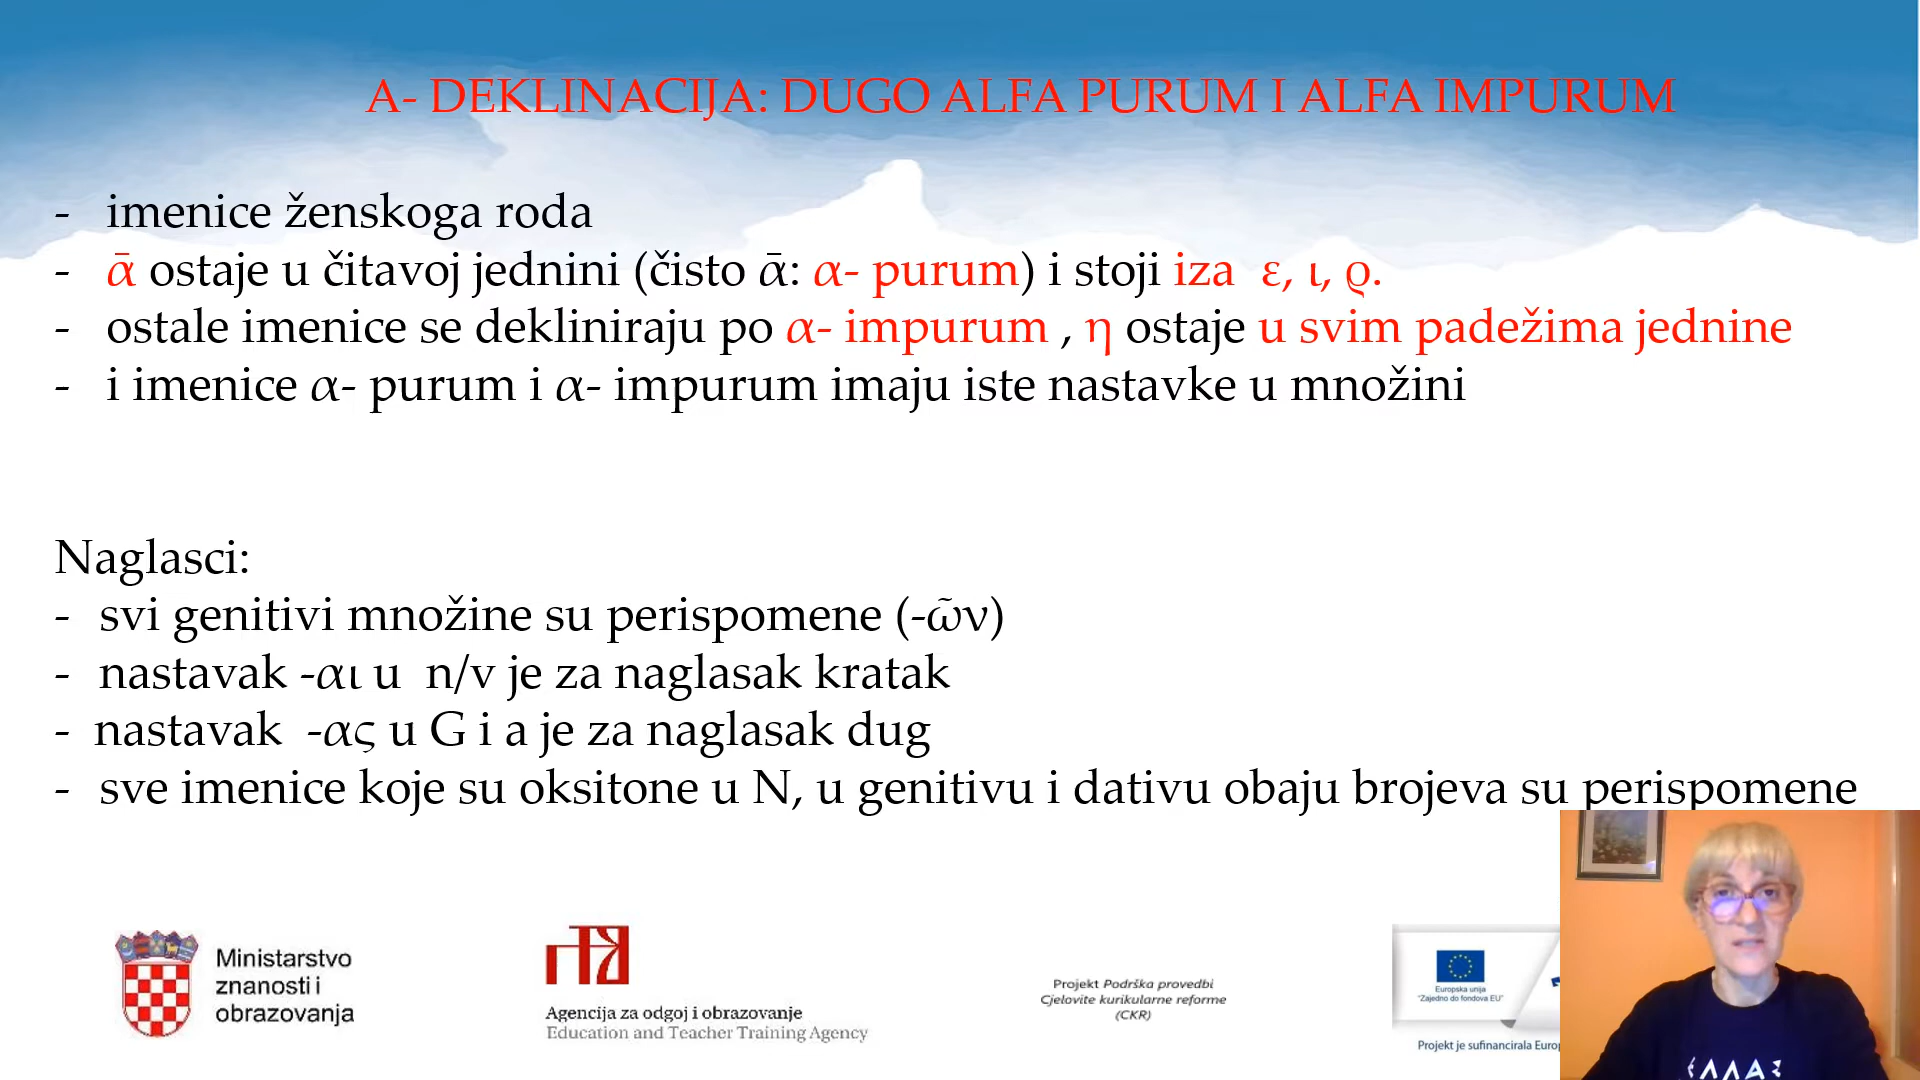 A- DEKLINACIJA: DUGO ALFA PURUM I ALFA IMPURUM
- imenice ženskoga roda
- ᾱ ostaje u čitavoj jednini (čisto ᾱ: α- purum) i stoji iza ε, ι, ρ.
- ostale imenice se dekliniraju po α- impurum , η ostaje u svim padežima jednine
- i imenice α- purum i α- impurum imaju iste nastavke u množini
Naglasci:
- svi genitivi množine su perispomene (-ῶν)
- nastavak -αι u n/v je za naglasak kratak
- nastavak -ας u G i a je za naglasak dug
- sve imenice koje su oksitone u N, u genitivu i dativu obaju brojeva su perispomene
Ministarstvo
znanosti i
obrazovanja
Agencija za odgoj i obrazovanje
Education and Teacher Training Agency
Projekt Podrška provedbi
Cjelovite kurikularne reforme
(CKR)
Europska unija
"Zajedno do fondova EU"
Projekt je sufinancirala
ΕΛΛΑΣ